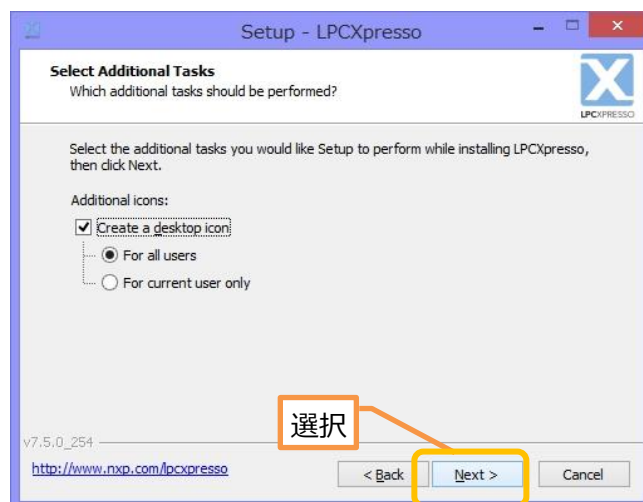 Setup - LPCXpresso
Select Additional Tasks
Which additional tasks should be performed?
LPCXPRESSO
Select the additional tasks you would like Setup to perform while installing LPCXpresso,
then click Next.
Additional icons:
Create a desktop icon
For all users
For current user only
選択
v7.5.0_254
http://www.nxp.com/lpcxpresso
< Back
Next >
Cancel